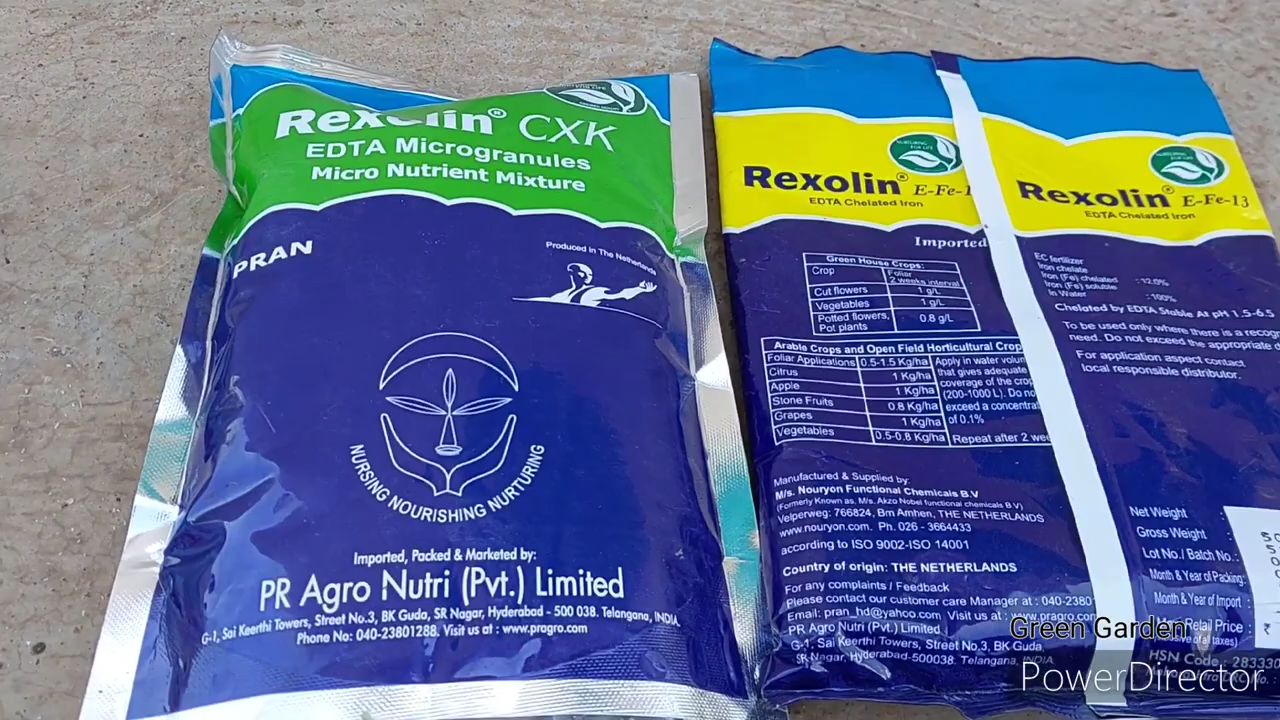 Rexolin® CXK
EDTA Microgranules
Micro Nutrient Mixture
PRAN
Produced in The Netherlands
NURSING NOURISHING NURTURING
Imported, Packed & Marketed by:
PR Agro Nutri (Pvt.) Limited
G-1, Sai Keerthi Towers, Street No.3, BK Guda, SR Nagar, Hyderabad - 500 038. Telangana, INDIA.
Phone No: 040-23801288. Visit us at : www.pragro.com
NURTURING
FOR LIFE
Rexolin® E-Fe-1
EDTA Chelated Iron
Imported
Green House Crops:
Crop Foliar
2 weeks interval
Cut flowers 1 g/L
Vegetables 1 g/L
Potted flowers, 0.8 g/L
Pot plants
Arable Crops and Open Field Horticultural Crop
Foliar Applications 0.5-1.5 Kg/ha Apply in water volum
Citrus 1 Kg/ha that gives adequate
Apple 1 Kg/ha coverage of the crop
Stone Fruits 0.8 Kg/ha (200-1000 L). Do not
Grapes 1 Kg/ha exceed a concentrat
Vegetables 0.5-0.8 Kg/ha of 0.1%
Repeat after 2 wee
Manufactured & Supplied by:
M/s. Nouryon Functional Chemicals B.V
(Formerly Known as, M/s. Akzo Nobel functional chemicals B.V)
Velperweg: 766824, Bm Arnhen, THE NETHERLANDS
www.nouryon.com. Ph. 026 - 3664433
according to ISO 9002-ISO 14001
Country of origin: THE NETHERLANDS
For any complaints / Feedback
Please contact our customer care Manager at : 040-2380
Email: pran_hd@yahoo.com Visit us at : www.pragro.com
PR Agro Nutri (Pvt.) Limited
G-1, Sai Keerthi Towers, Street No,3, BK Guda,
SR Nagar, Hyderabad-500038. Telangana, INDIA
NURTURING
FOR LIFE
Rexolin® E-Fe-13
EDTA Chelated Iron
EC fertilizer
Iron chelate
Iron (Fe) chelated : 12.0%
Iron (Fe) soluble
In Water : 100%
Chelated by EDTA Stable At pH 1.5-6.5
To be used only where there is a recog
need. Do not exceed the appropriate d
For application aspect contact
local responsible distributor.
Net Weight
Gross Weight :
Lot No./ Batch No. :
Month & Year of Packing:
Month & Year of Import :
Retail Price :
HSN Code : 283330
Green Garden
PowerDirector